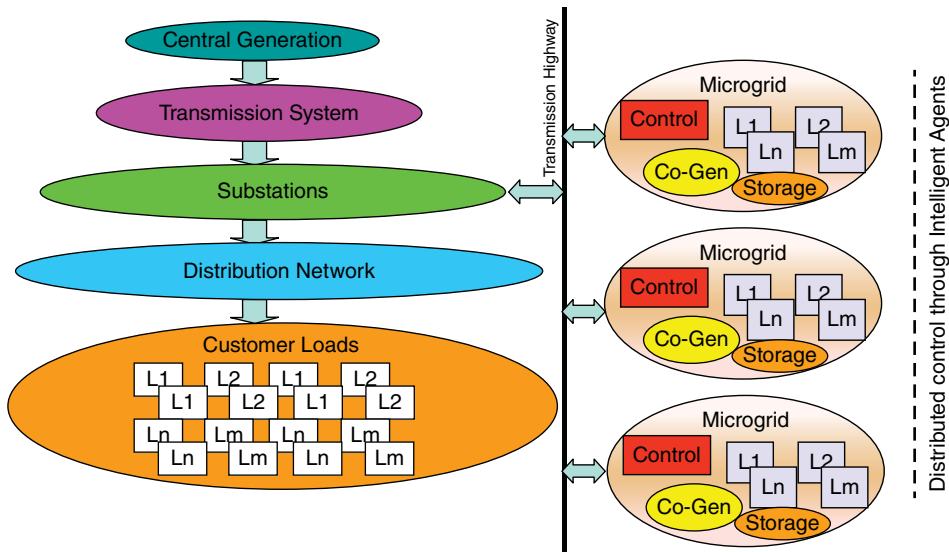 Central Generation
Transmission System
Substations
Distribution Network
Customer Loads
L1 L2 L1 L2
L1 L2 L1 L2
Ln Lm Ln Lm
Ln Lm Ln Lm
Transmission Highway
Microgrid
Control
L1 L2
Ln Lm
Co-Gen
Storage
Microgrid
Control
L1 L2
Ln Lm
Co-Gen
Storage
Microgrid
Control
L1 L2
Ln Lm
Co-Gen
Storage
Distributed control through Intelligent Agents